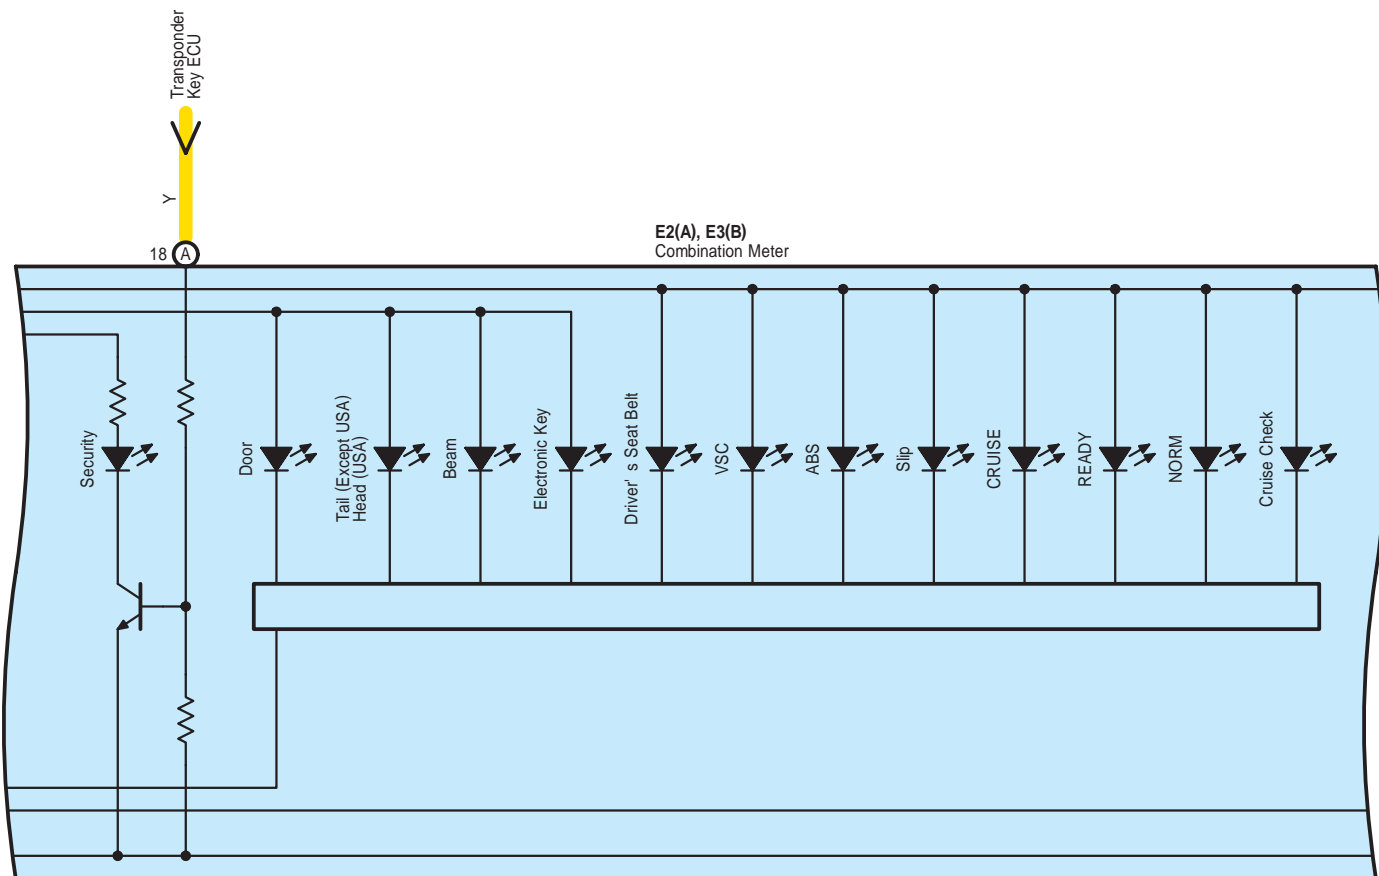 Transponder
Key ECU
Y
18 A
E2(A), E3(B)
Combination Meter
Security
Door
Tail (Except USA)
Head (USA)
Beam
Electronic Key
Driver' s Seat Belt
VSC
ABS
Slip
CRUISE
READY
NORM
Cruise Check